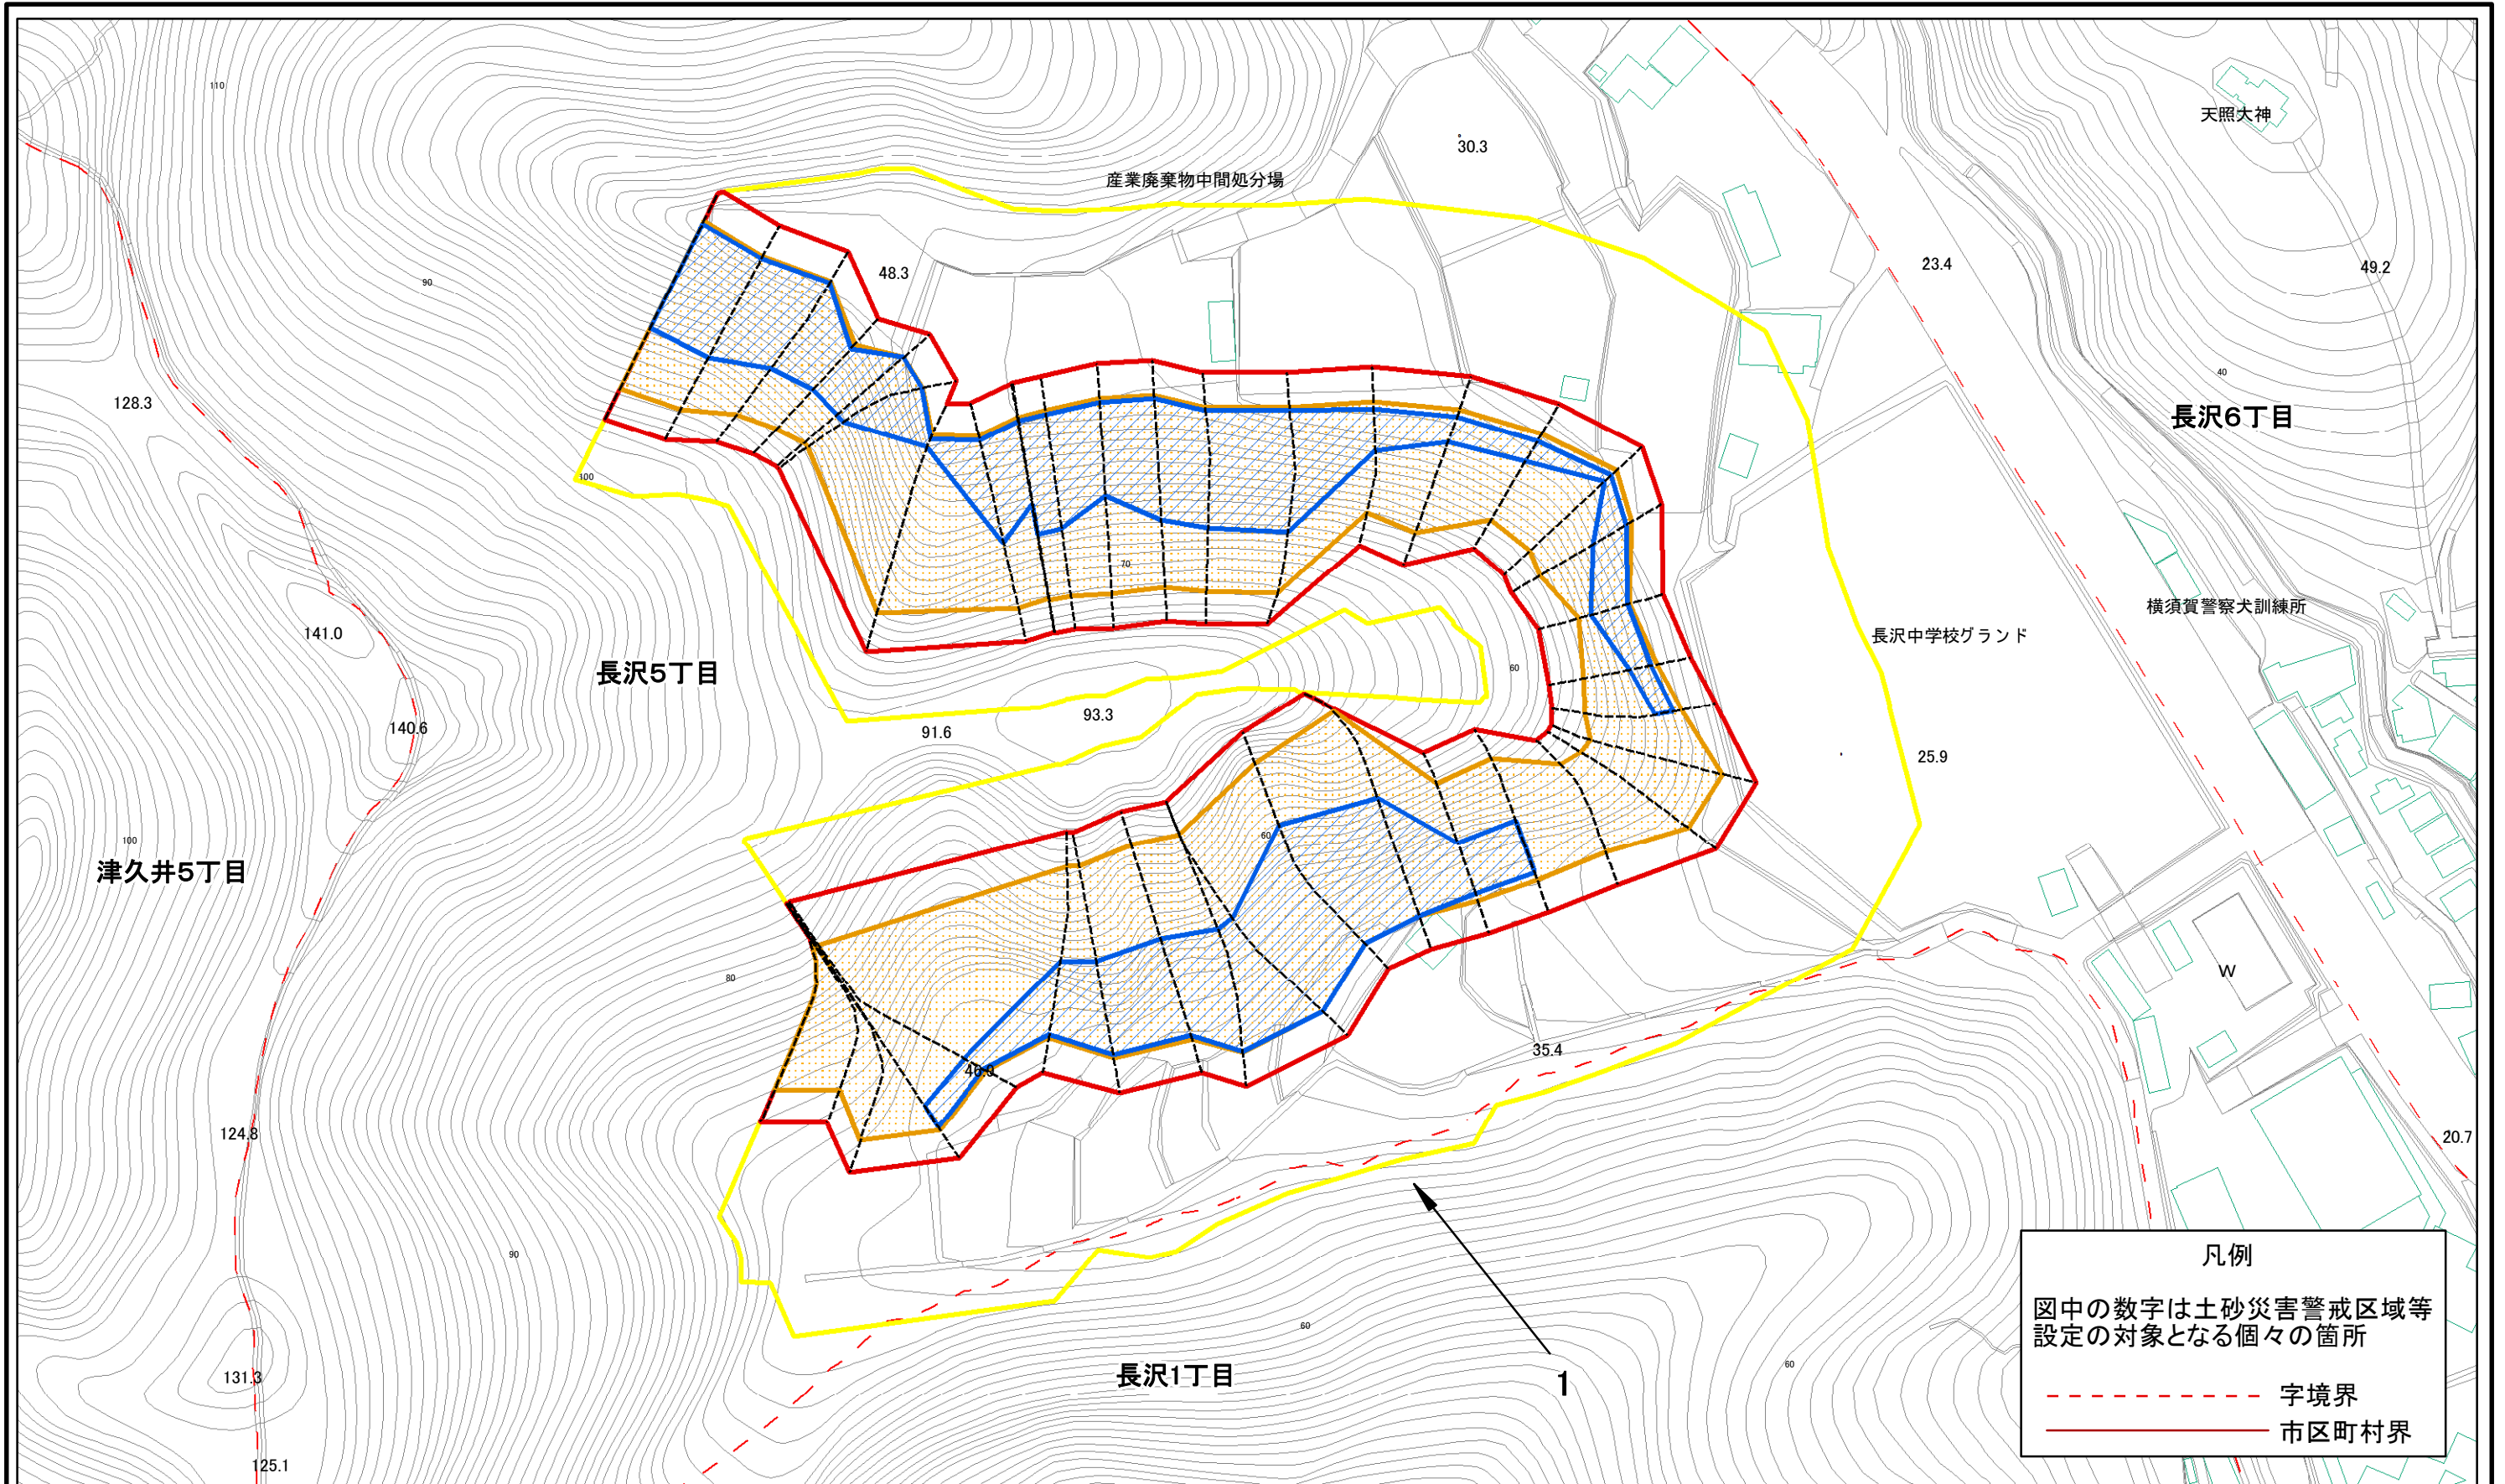 110
天照大神
30.3
産業廃棄物中間処分場
23.4
49.2
48.3
90
40
128.3
長沢6丁目
100
70
横須賀警察犬訓練所
141.0
長沢中学校グランド
長沢5丁目
60
93.3
140.6
91.6
25.9
60
100
津久井5丁目
80
W
35.4
46.9
124.8
20.7
90
凡例
図中の数字は土砂災害警戒区域等
設定の対象となる個々の箇所
字境界
市区町村界
60
60
長沢1丁目
131.3
1
125.1